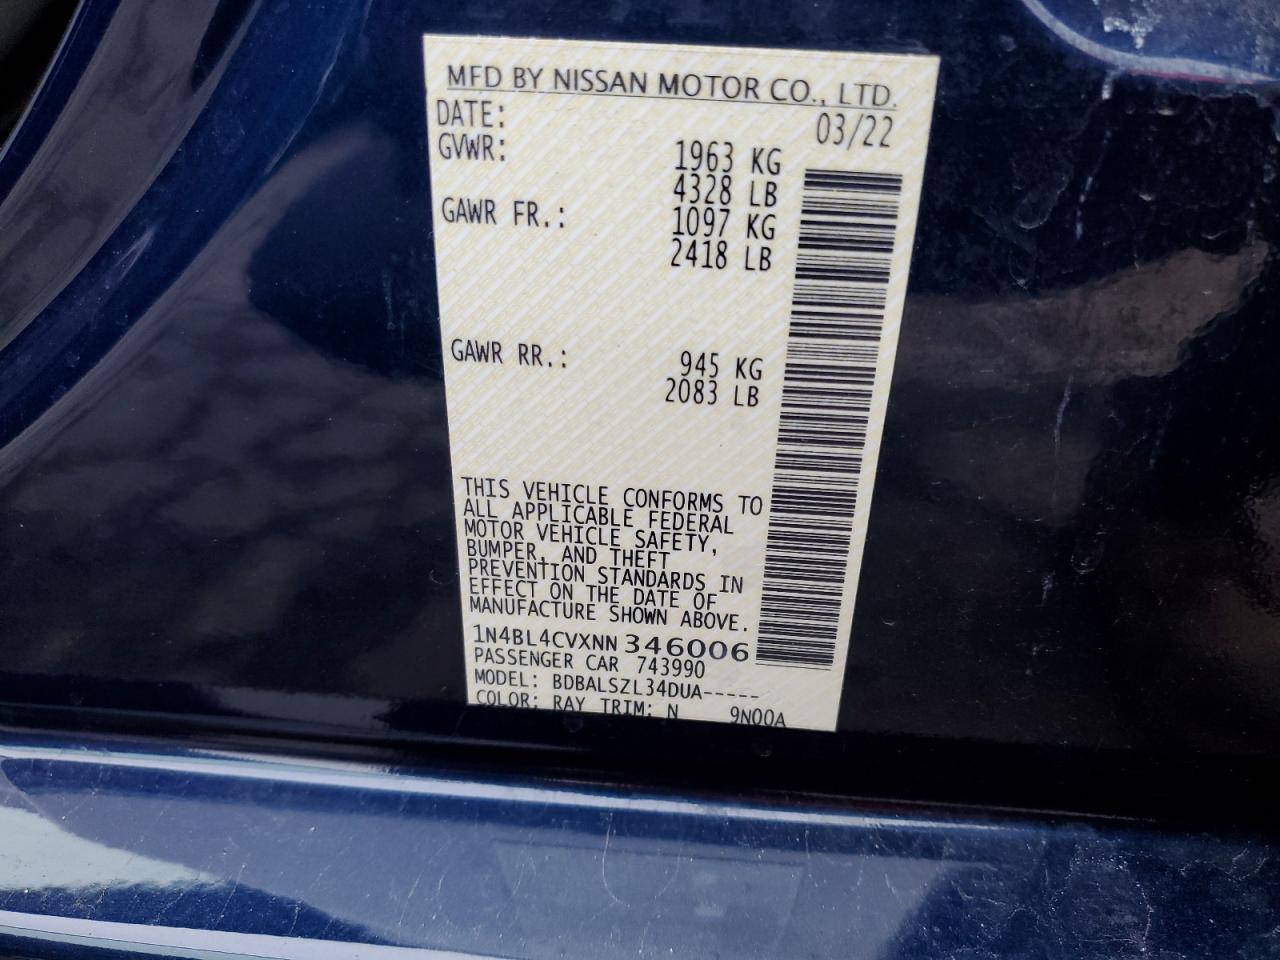 MFD BY NISSAN MOTOR CO., LTD.
DATE: 03/22
GVWR: 1963 KG
4328 LB
GAWR FR.: 1097 KG
2418 LB
GAWR RR.: 945 KG
2083 LB
THIS VEHICLE CONFORMS TO
ALL APPLICABLE FEDERAL
MOTOR VEHICLE SAFETY,
BUMPER, AND THEFT
PREVENTION STANDARDS IN
EFFECT ON THE DATE OF
MANUFACTURE SHOWN ABOVE.
1N4BL4CVXNN 346006
PASSENGER CAR 743990
MODEL: BDBALSZL34DUA-----
COLOR: RAY TRIM: N 9N00A